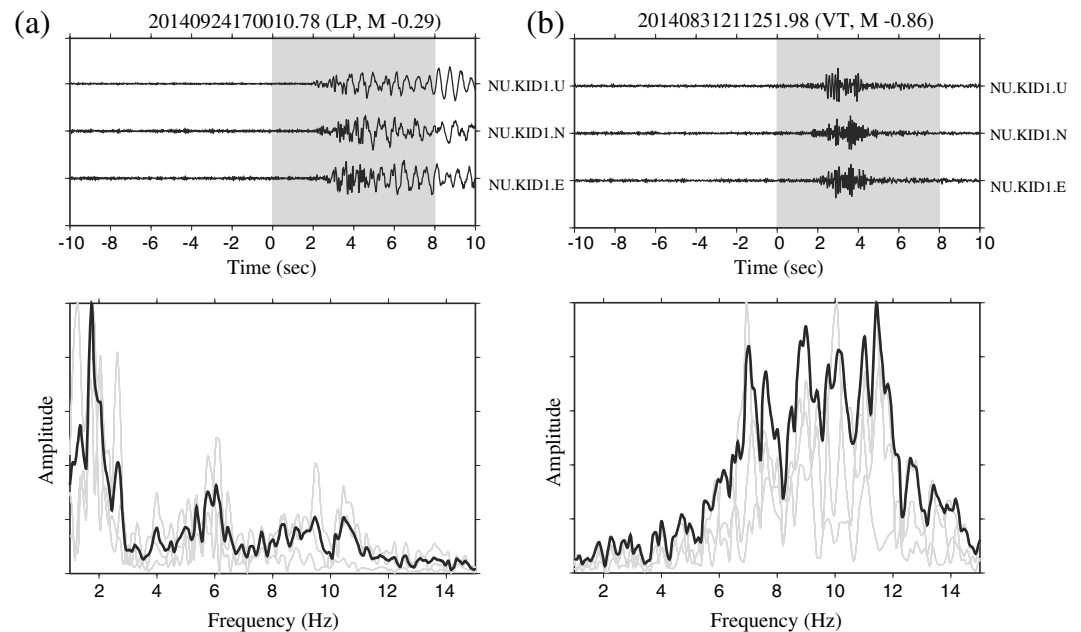 (a) 20140924170010.78 (LP, M -0.29)
NU.KID1.U
NU.KID1.N
NU.KID1.E
-10 -8 -6 -4 -2 0 2 4 6 8 10
Time (sec)
Amplitude
2 4 6 8 10 12 14
Frequency (Hz)
(b) 20140831211251.98 (VT, M -0.86)
NU.KID1.U
NU.KID1.N
NU.KID1.E
-10 -8 -6 -4 -2 0 2 4 6 8 10
Time (sec)
Amplitude
2 4 6 8 10 12 14
Frequency (Hz)